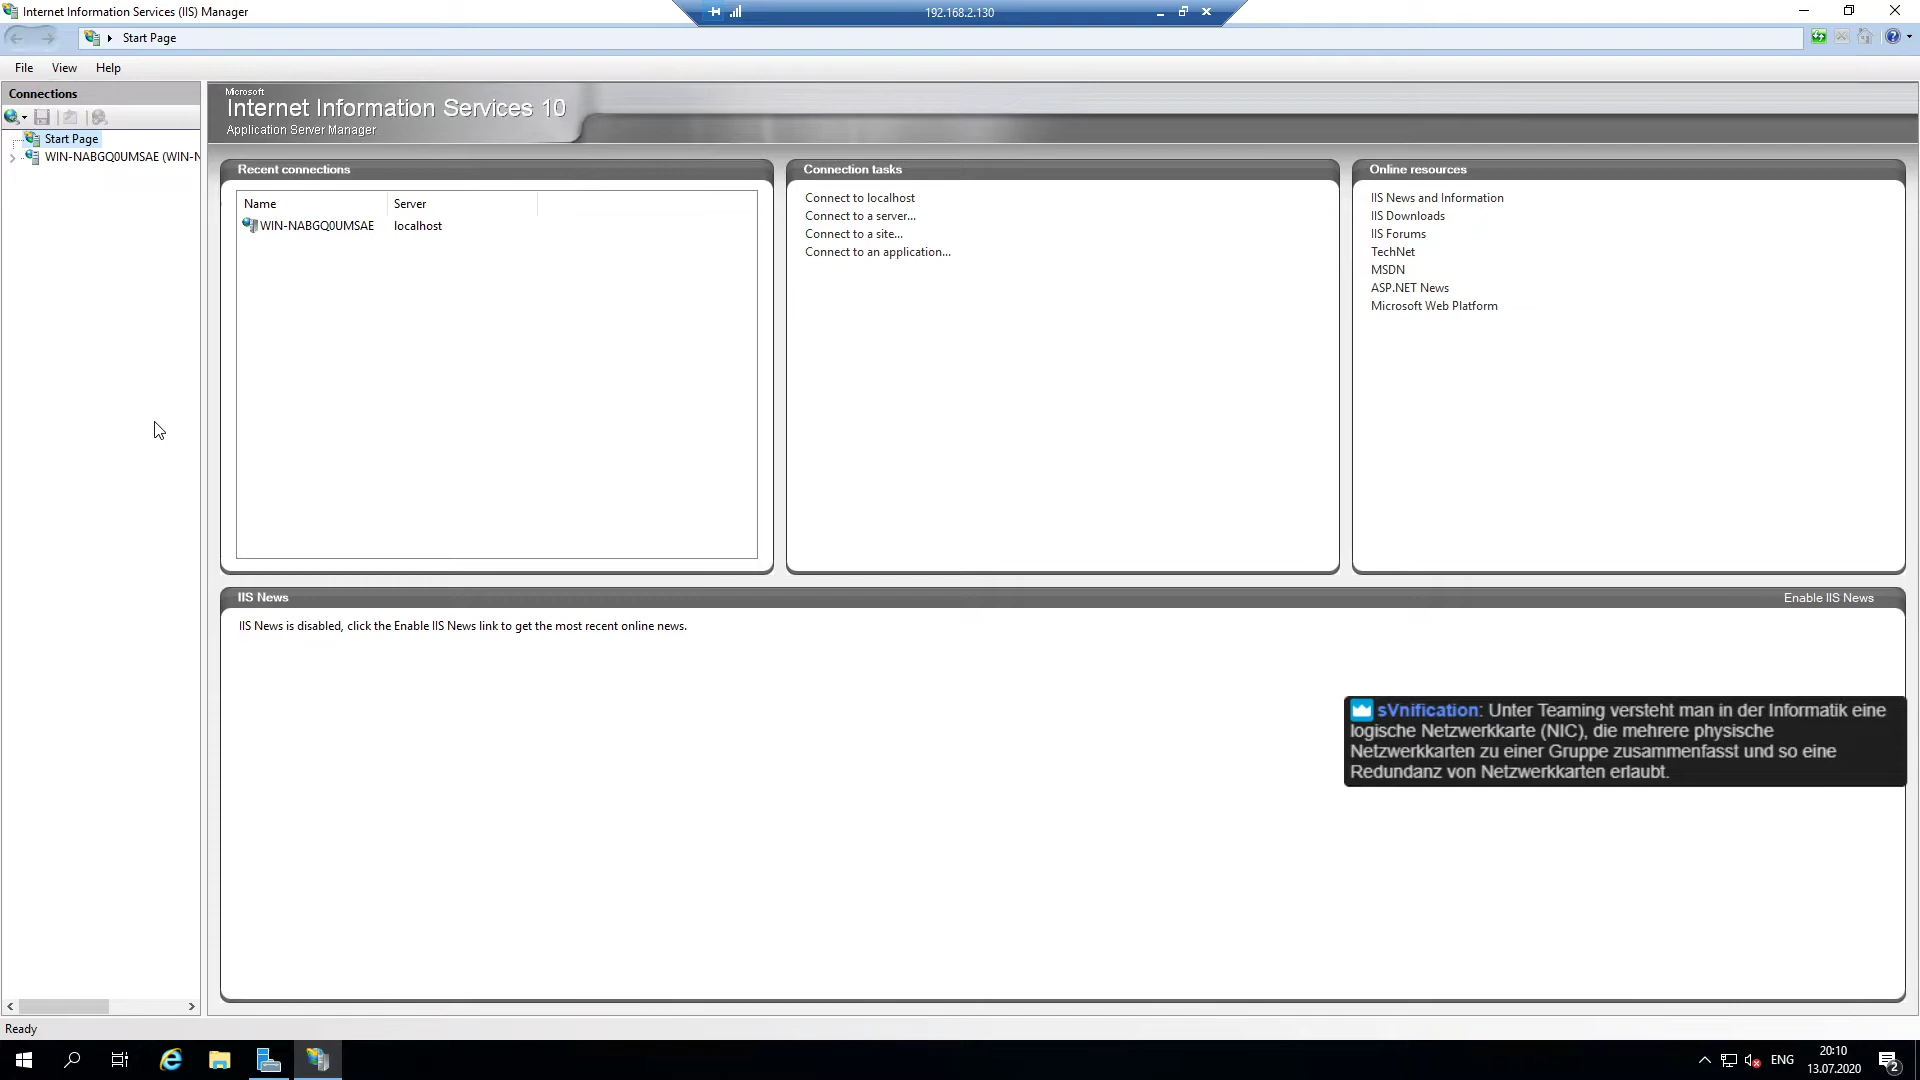 Internet Information Services (IIS) Manager
192.168.2.130
Start Page
File View Help
Connections
Start Page
WIN-NABGQ0UMSAE (WIN-N
Microsoft
Internet Information Services 10
Application Server Manager
Recent connections
Name Server
WIN-NABGQ0UMSAE localhost
Connection tasks
Connect to localhost
Connect to a server...
Connect to a site...
Connect to an application...
Online resources
IIS News and Information
IIS Downloads
IIS Forums
TechNet
MSDN
ASP.NET News
Microsoft Web Platform
IIS News
Enable IIS News
IIS News is disabled, click the Enable IIS News link to get the most recent online news.
sVnification: Unter Teaming versteht man in der Informatik eine
logische Netzwerkkarte (NIC), die mehrere physische
Netzwerkkarten zu einer Gruppe zusammenfasst und so eine
Redundanz von Netzwerkkarten erlaubt.
Ready
ENG
20:10
13.07.2020
2